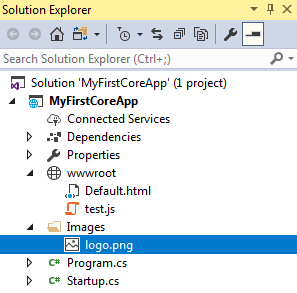 Solution Explorer
Search Solution Explorer (Ctrl+;)
Solution 'MyFirstCoreApp' (1 project)
MyFirstCoreApp
Connected Services
Dependencies
Properties
wwwroot
Default.html
test.js
Images
logo.png
C# Program.cs
C# Startup.cs